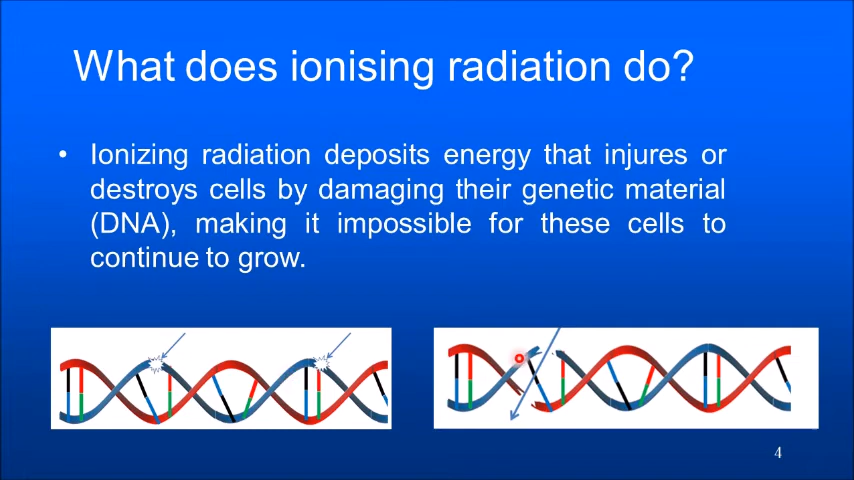 What does ionising radiation do?
• Ionizing radiation deposits energy that injures or
destroys cells by damaging their genetic material
(DNA), making it impossible for these cells to
continue to grow.
4